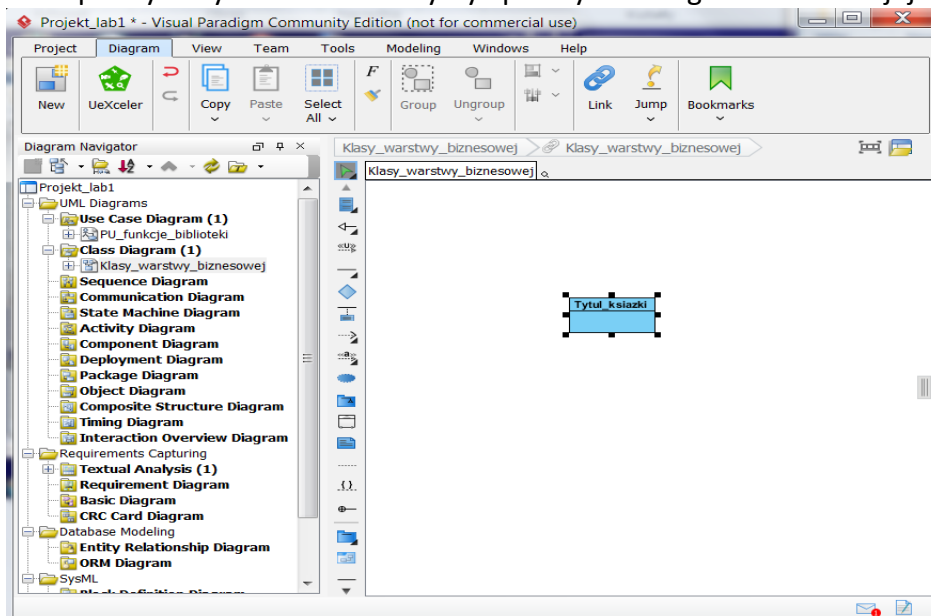 Projekt_lab1 * - Visual Paradigm Community Edition (not for commercial use)
Project Diagram View Team Tools Modeling Windows Help
New UeXceler Copy Paste Select All Group Ungroup Link Jump Bookmarks
Diagram Navigator
Klasy_warstwy_biznesowej Klasy_warstwy_biznesowej
Klasy_warstwy_biznesowej
Projekt_lab1
UML Diagrams
Use Case Diagram (1)
PU_funkcje_biblioteki
Class Diagram (1)
Klasy_warstwy_biznesowej
Sequence Diagram
Communication Diagram
State Machine Diagram
Activity Diagram
Component Diagram
Deployment Diagram
Package Diagram
Object Diagram
Composite Structure Diagram
Timing Diagram
Interaction Overview Diagram
Requirements Capturing
Textual Analysis (1)
Requirement Diagram
Basic Diagram
CRC Card Diagram
Database Modeling
Entity Relationship Diagram
ORM Diagram
SysML
Tytul_ksiazki